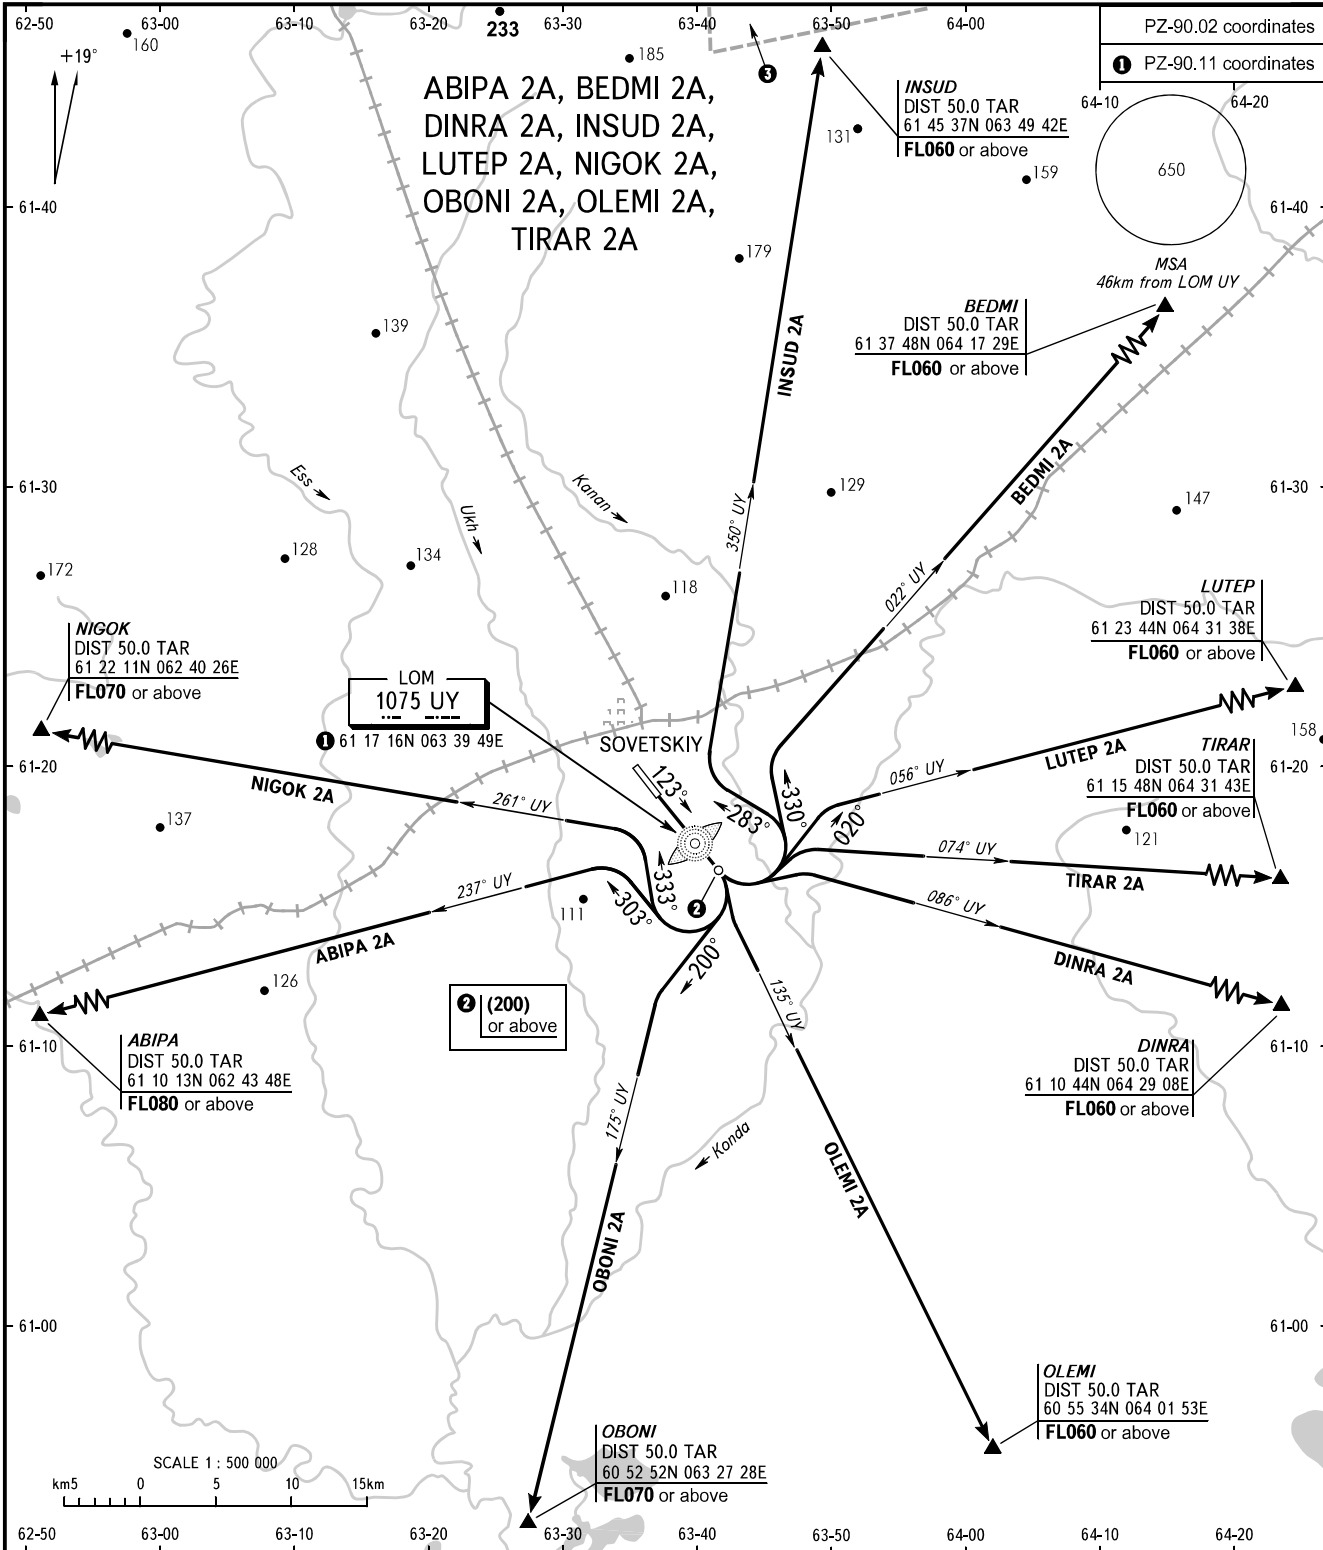 62-50 63-00 63-10 63-20 63-30 63-40 63-50 64-00
PZ-90.02 coordinates
❶ PZ-90.11 coordinates
64-10 64-20
+19°
160
233
185
❸
ABIPA 2A, BEDMI 2A,
DINRA 2A, INSUD 2A,
LUTEP 2A, NIGOK 2A,
OBONI 2A, OLEMI 2A,
TIRAR 2A
INSUD
DIST 50.0 TAR
61 45 37N 063 49 42E
FL060 or above
131
159
650
MSA
46km from LOM UY
61-40
61-40
179
139
INSUD 2A
BEDMI
DIST 50.0 TAR
61 37 48N 064 17 29E
FL060 or above
BEDMI 2A
61-30
61-30
Ess
Ukh
Kanan
350° UY
129
147
128
134
172
118
022° UY
NIGOK
DIST 50.0 TAR
61 22 11N 062 40 26E
FL070 or above
LUTEP
DIST 50.0 TAR
61 23 44N 064 31 38E
FL060 or above
LOM
1075 UY
❶ 61 17 16N 063 39 49E
SOVETSKIY
158
61-20
61-20
LUTEP 2A
056° UY
TIRAR
DIST 50.0 TAR
61 15 48N 064 31 43E
FL060 or above
NIGOK 2A
261° UY
123°
283°
330°
020°
137
121
074° UY
TIRAR 2A
237° UY
333°
303°
❷
111
086° UY
DINRA 2A
ABIPA 2A
200°
135° UY
126
❷ (200)
or above
61-10
61-10
ABIPA
DIST 50.0 TAR
61 10 13N 062 43 48E
FL080 or above
DINRA
DIST 50.0 TAR
61 10 44N 064 29 08E
FL060 or above
175° UY
Konda
OLEMI 2A
OBONI 2A
61-00
61-00
OLEMI
DIST 50.0 TAR
60 55 34N 064 01 53E
FL060 or above
OBONI
DIST 50.0 TAR
60 52 52N 063 27 28E
FL070 or above
SCALE 1 : 500 000
km5 0 5 10 15km
62-50 63-00 63-10 63-20 63-30 63-40 63-50 64-00 64-10 64-20